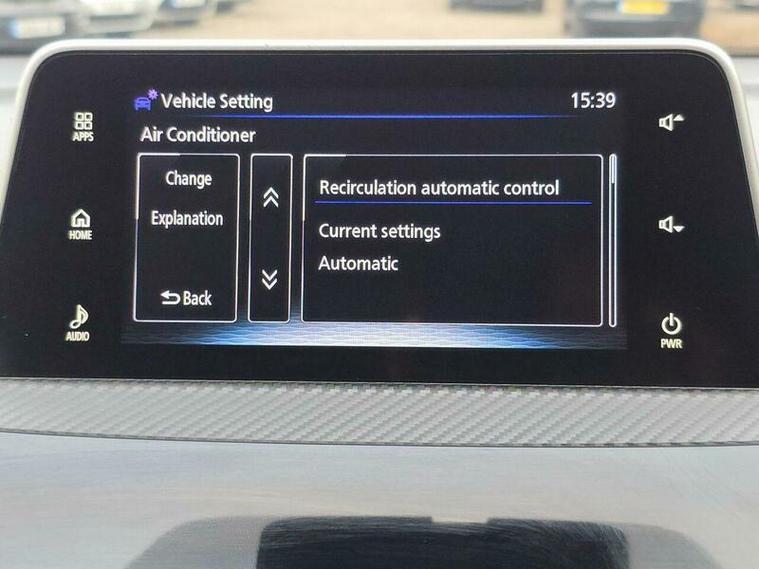 Vehicle Setting
15:39
Air Conditioner
APPS
HOME
AUDIO
Change
Explanation
Back
Recirculation automatic control
Current settings
Automatic
PWR